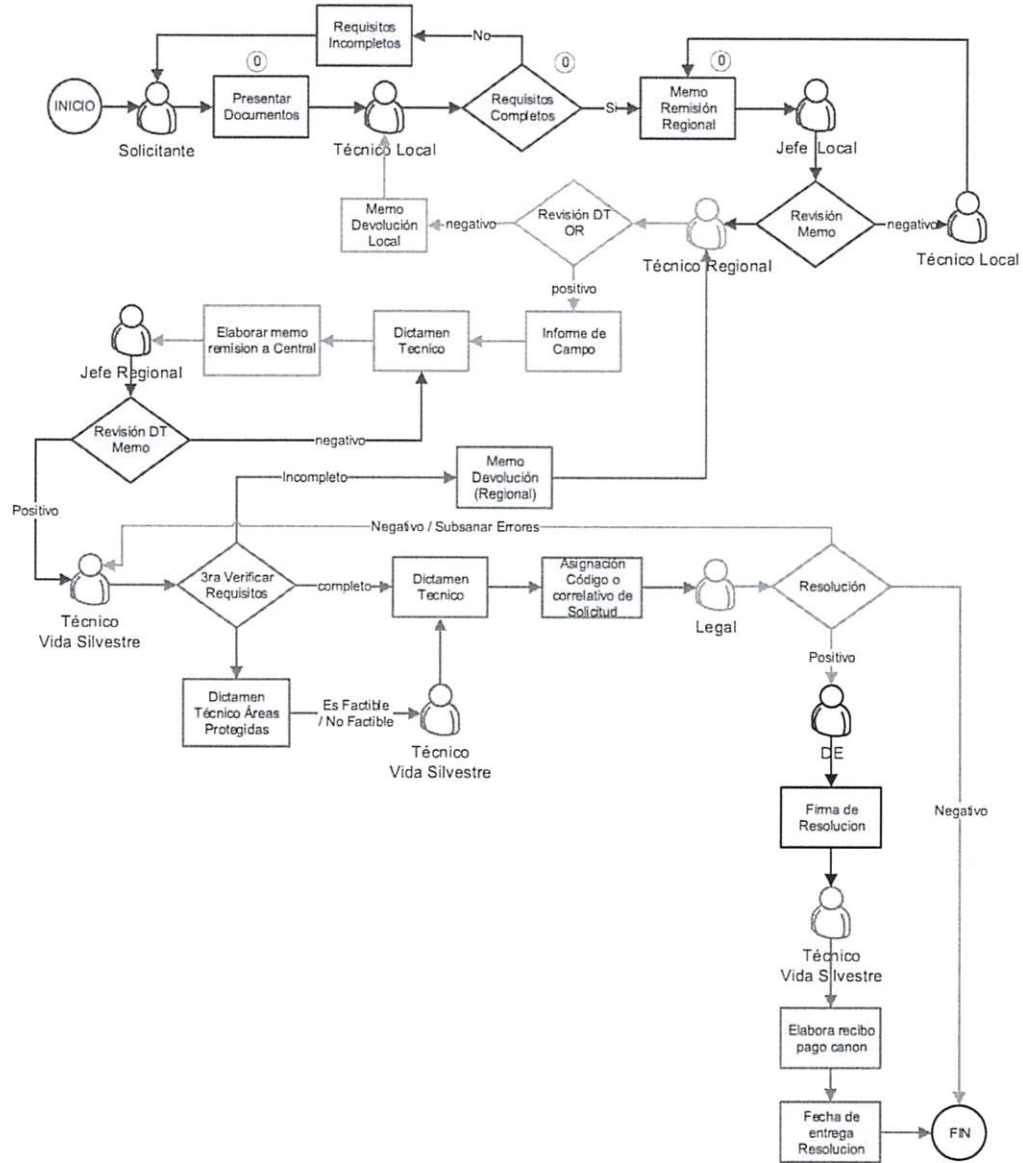 Requisitos
Incompletos
No
0
0
0
INICIO
Presentar
Documentos
Requisitos
Completos
Si
Memo
Remisión
Regional
Solicitante
Técnico Local
Jefe Local
Memo
Devolución
Local
negativo
Revisión DT
OR
Técnico Regional
Revisión
Memo
negativo
Técnico Local
positivo
Elaborar memo
remision a Central
Dictamen
Tecnico
Informe de
Campo
Jefe Regional
Revisión DT
Memo
negativo
Incompleto
Memo
Devolución
(Regional)
Positivo
Negativo / Subsanar Errores
3ra Verificar
Requisitos
completo
Dictamen
Tecnico
Asignación
Código o
correlativo de
Solicitud
Legal
Resolución
Técnico
Vida Silvestre
Positivo
Dictamen
Técnico Áreas
Protegidas
Es Factible
/ No Factible
Técnico
Vida Silvestre
DE
Firma de
Resolucion
Negativo
Técnico
Vida Silvestre
Elabora recibo
pago canon
Fecha de
entrega
Resolucion
FIN